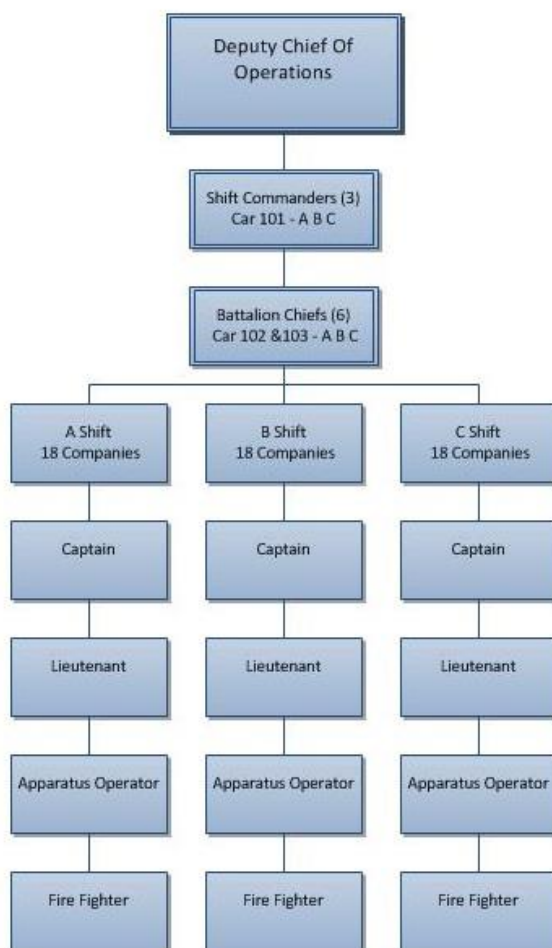 Deputy Chief Of
Operations
Shift Commanders (3)
Car 101 - A B C
Battalion Chiefs (6)
Car 102 &103 - A B C
A Shift
18 Companies
B Shift
18 Companies
C Shift
18 Companies
Captain
Captain
Captain
Lieutenant
Lieutenant
Lieutenant
Apparatus Operator
Apparatus Operator
Apparatus Operator
Fire Fighter
Fire Fighter
Fire Fighter